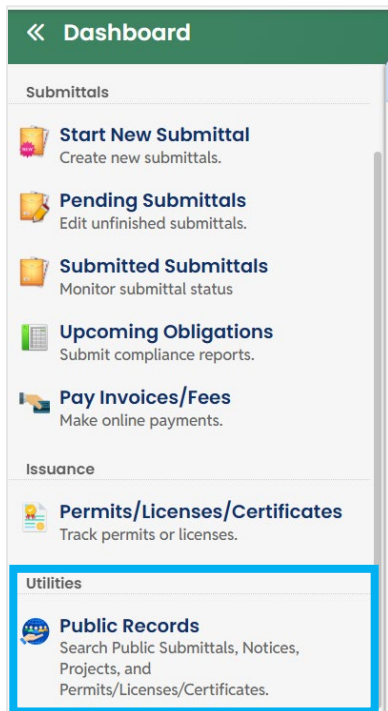 « Dashboard
Submittals
Start New Submittal
Create new submittals.
Pending Submittals
Edit unfinished submittals.
Submitted Submittals
Monitor submittal status
Upcoming Obligations
Submit compliance reports.
Pay Invoices/Fees
Make online payments.
Issuance
Permits/Licenses/Certificates
Track permits or licenses.
Utilities
Public Records
Search Public Submittals, Notices,
Projects, and
Permits/Licenses/Certificates.